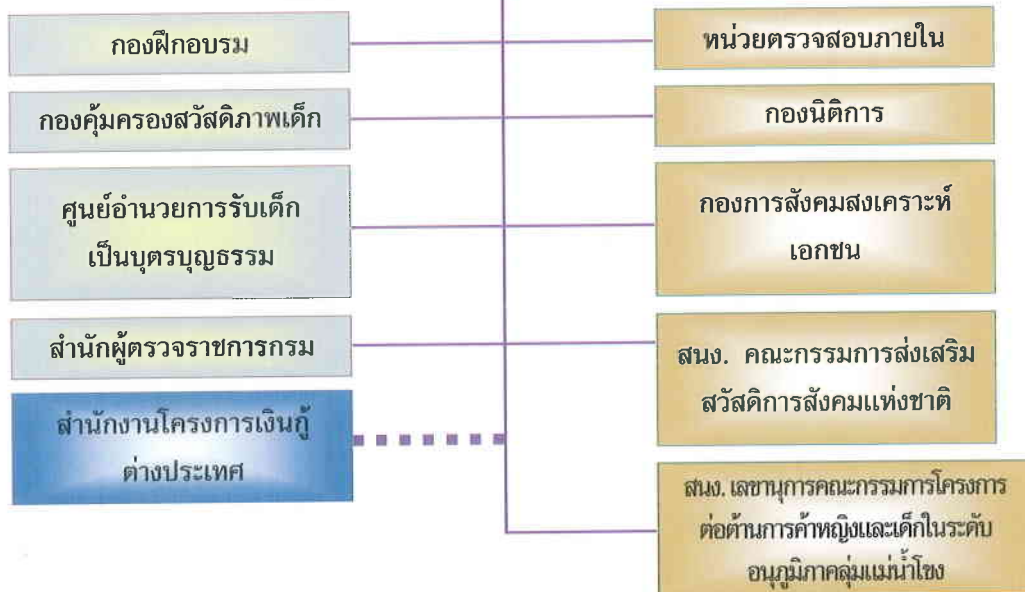 กองฝึกอบรม
หน่วยตรวจสอบภายใน
กองคุ้มครองสวัสดิภาพเด็ก
กองนิติการ
ศูนย์อำนวยการรับเด็ก
เป็นบุตรบุญธรรม
กองการสังคมสงเคราะห์
เอกชน
สำนักผู้ตรวจราชการกรม
สนง. คณะกรรมการส่งเสริม
สวัสดิการสังคมแห่งชาติ
สำนักงานโครงการเงินกู้
ต่างประเทศ
สนง. เลขานุการคณะกรรมการโครงการ
ต่อต้านการค้าหญิงและเด็กในระดับ
อนุภูมิภาคลุ่มแม่น้ำโขง